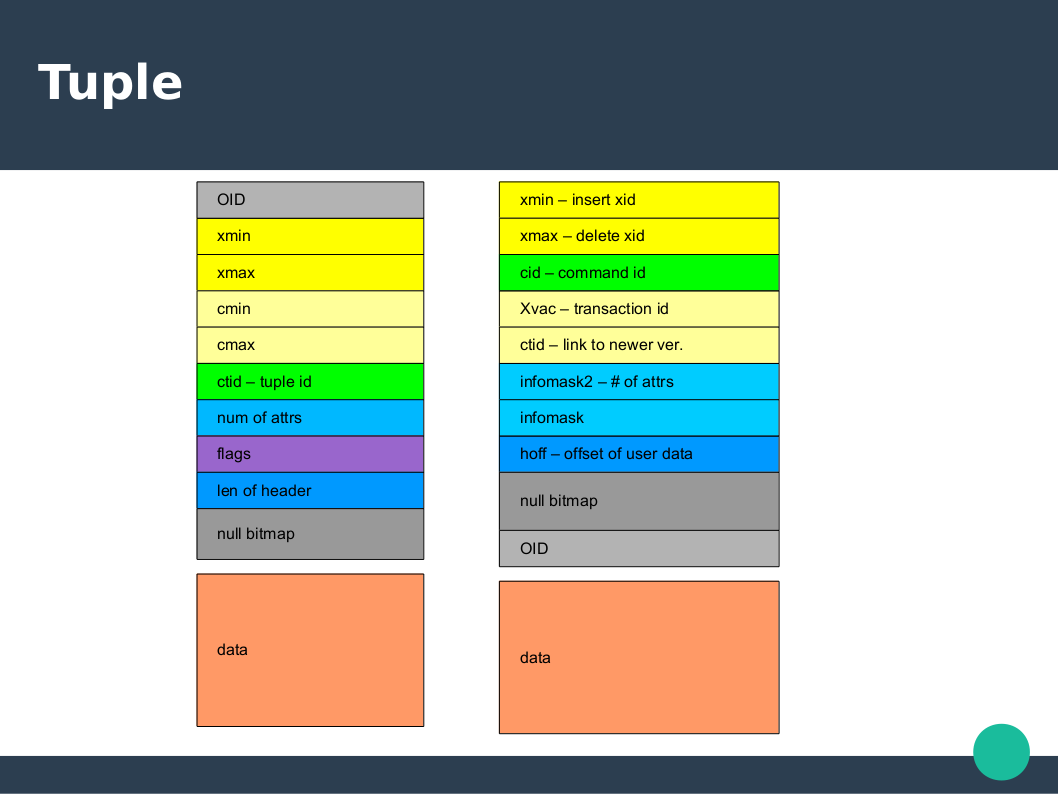 Tuple
OID
xmin
xmax
cmin
cmax
ctid – tuple id
num of attrs
flags
len of header
null bitmap
data
xmin – insert xid
xmax – delete xid
cid – command id
Xvac – transaction id
ctid – link to newer ver.
infomask2 – # of attrs
infomask
hoff – offset of user data
null bitmap
OID
data